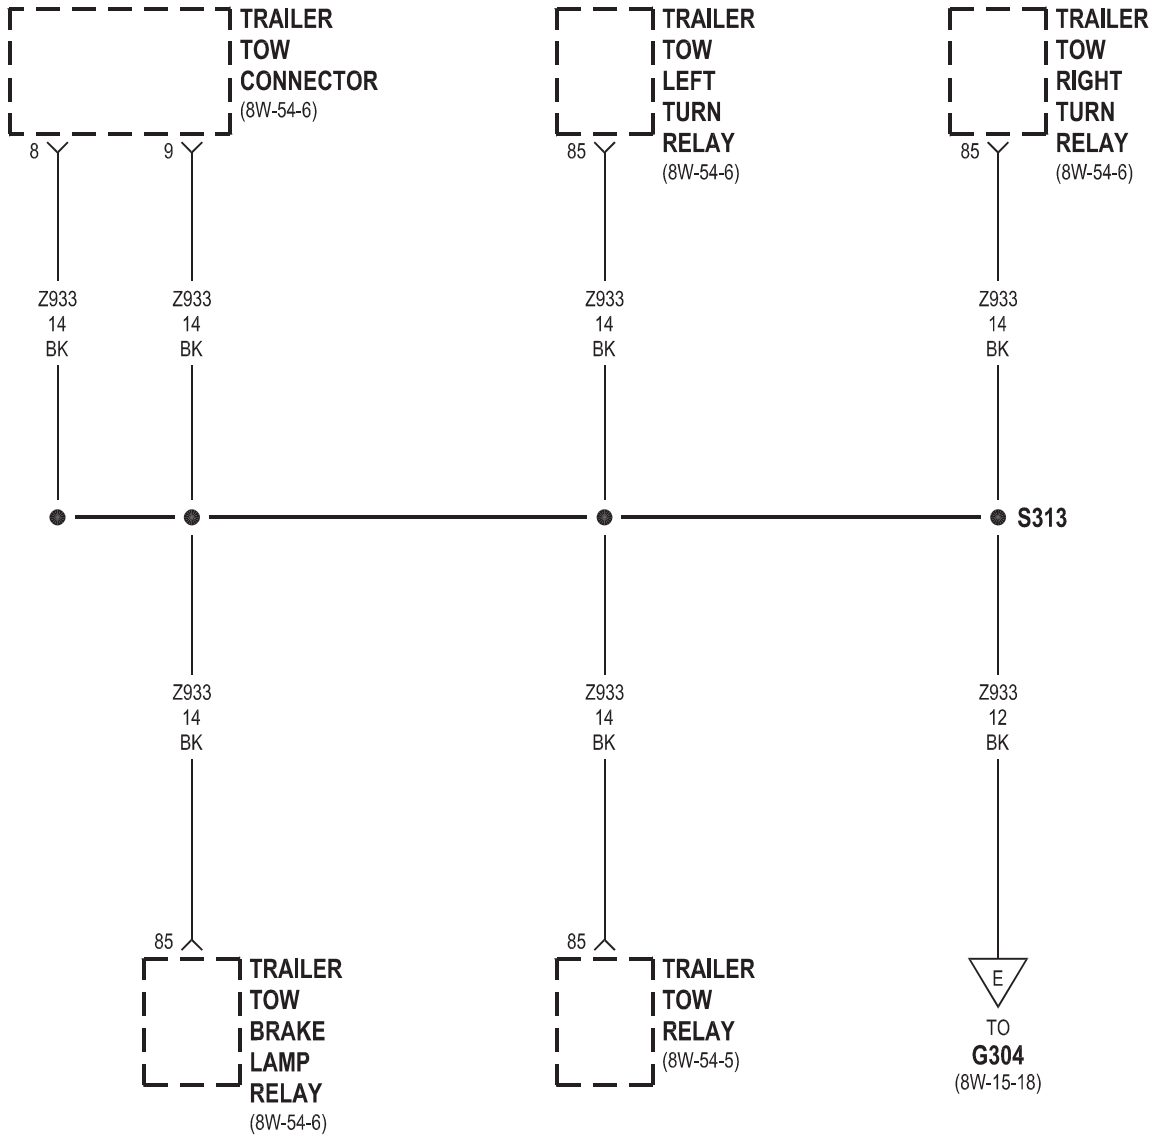 TRAILER
TOW
CONNECTOR
(8W-54-6)
TRAILER
TOW
LEFT
TURN
RELAY
(8W-54-6)
TRAILER
TOW
RIGHT
TURN
RELAY
(8W-54-6)
8
9
85
85
Z933
14
BK
Z933
14
BK
Z933
14
BK
Z933
14
BK
S313
Z933
14
BK
Z933
14
BK
Z933
12
BK
85
TRAILER
TOW
BRAKE
LAMP
RELAY
(8W-54-6)
85
TRAILER
TOW
RELAY
(8W-54-5)
E
TO
G304
(8W-15-18)